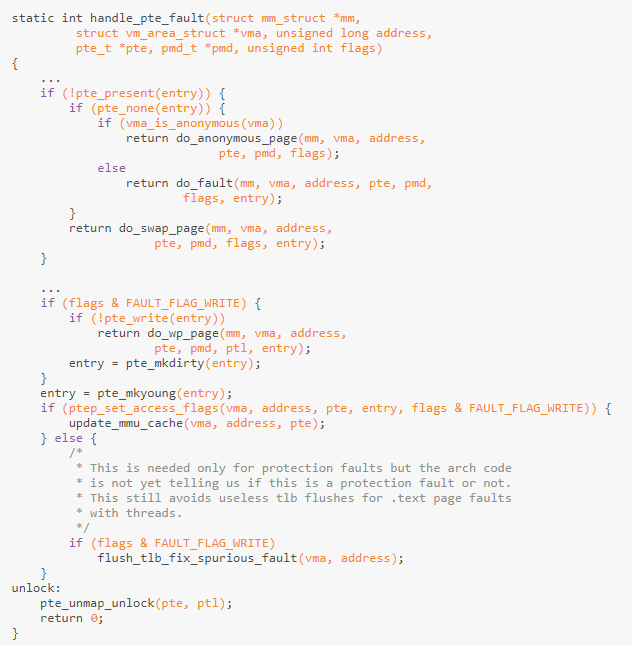 static int handle_pte_fault(struct mm_struct *mm,
         struct vm_area_struct *vma, unsigned long address,
         pte_t *pte, pmd_t *pmd, unsigned int flags)
{
    ...
    if (!pte_present(entry)) {
        if (pte_none(entry)) {
            if (vma_is_anonymous(vma))
                return do_anonymous_page(mm, vma, address,
                             pte, pmd, flags);
            else
                return do_fault(mm, vma, address, pte, pmd,
                        flags, entry);
        }
        return do_swap_page(mm, vma, address,
                    pte, pmd, flags, entry);
    }

    ...
    if (flags & FAULT_FLAG_WRITE) {
        if (!pte_write(entry))
            return do_wp_page(mm, vma, address,
                    pte, pmd, ptl, entry);
        entry = pte_mkdirty(entry);
    }
    entry = pte_mkyoung(entry);
    if (ptep_set_access_flags(vma, address, pte, entry, flags & FAULT_FLAG_WRITE)) {
        update_mmu_cache(vma, address, pte);
    } else {
        /*
         * This is needed only for protection faults but the arch code
         * is not yet telling us if this is a protection fault or not.
         * This still avoids useless tlb flushes for .text page faults
         * with threads.
         */
        if (flags & FAULT_FLAG_WRITE)
            flush_tlb_fix_spurious_fault(vma, address);
    }
unlock:
    pte_unmap_unlock(pte, ptl);
    return 0;
}